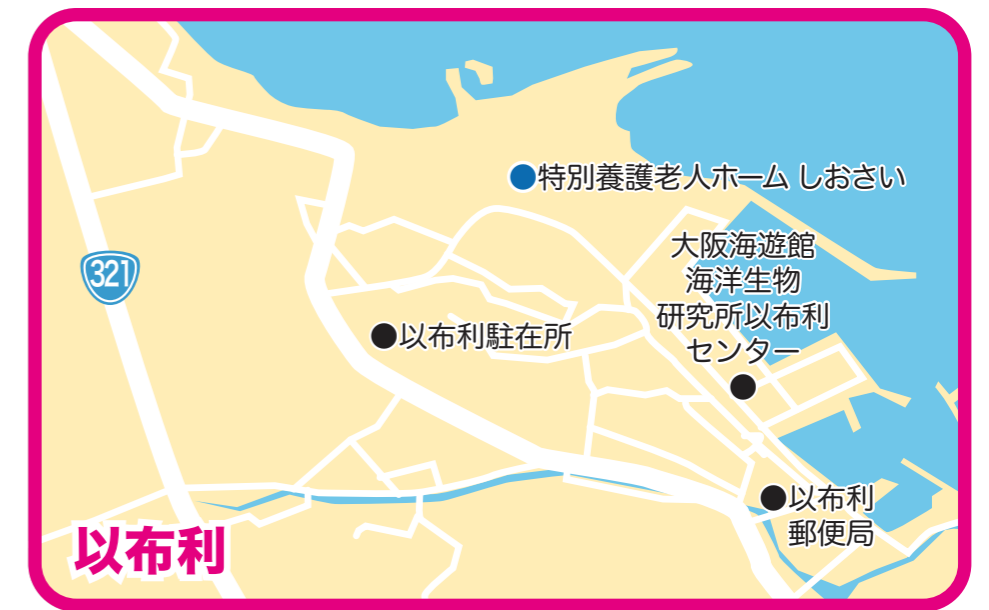 特別養護老人ホーム しおさい
大阪海遊館
海洋生物
研究所以布利
センター
321
以布利駐在所
以布利
郵便局
以布利